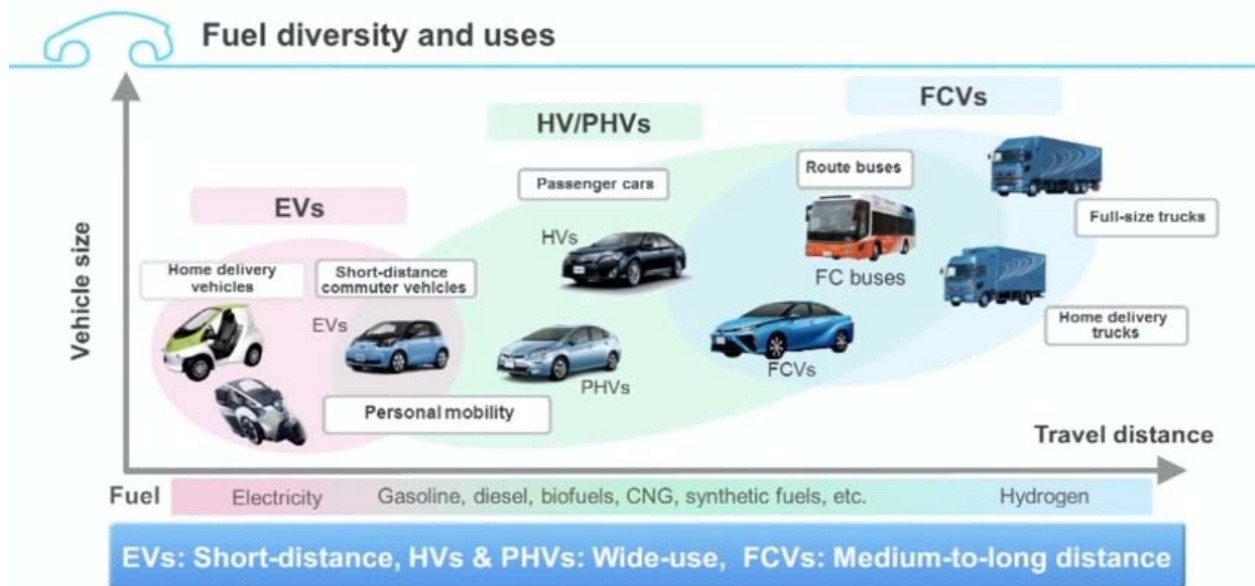 Fuel diversity and uses
FCVs
HV/PHVs
EVs
Route buses
Passenger cars
Full-size trucks
HVs
Home delivery
vehicles
Short-distance
commuter vehicles
FC buses
EVs
Home delivery
trucks
FCVs
PHVs
Personal mobility
Vehicle size
Travel distance
Fuel
Electricity
Gasoline, diesel, biofuels, CNG, synthetic fuels, etc.
Hydrogen
EVs: Short-distance, HVs & PHVs: Wide-use, FCVs: Medium-to-long distance